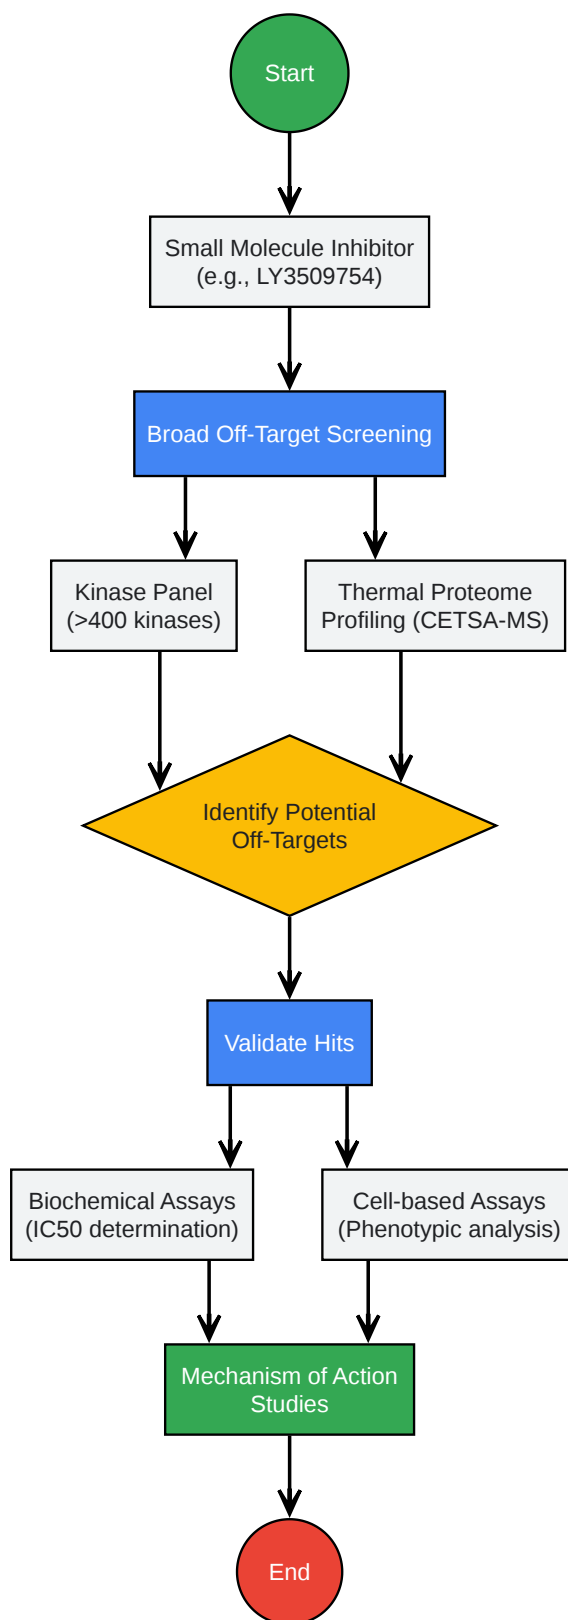 Start
Small Molecule Inhibitor
(e.g., LY3509754)
Broad Off-Target Screening
Kinase Panel
(>400 kinases)
Thermal Proteome
Profiling (CETSA-MS)
Identify Potential
Off-Targets
Validate Hits
Biochemical Assays
(IC50 determination)
Cell-based Assays
(Phenotypic analysis)
Mechanism of Action
Studies
End